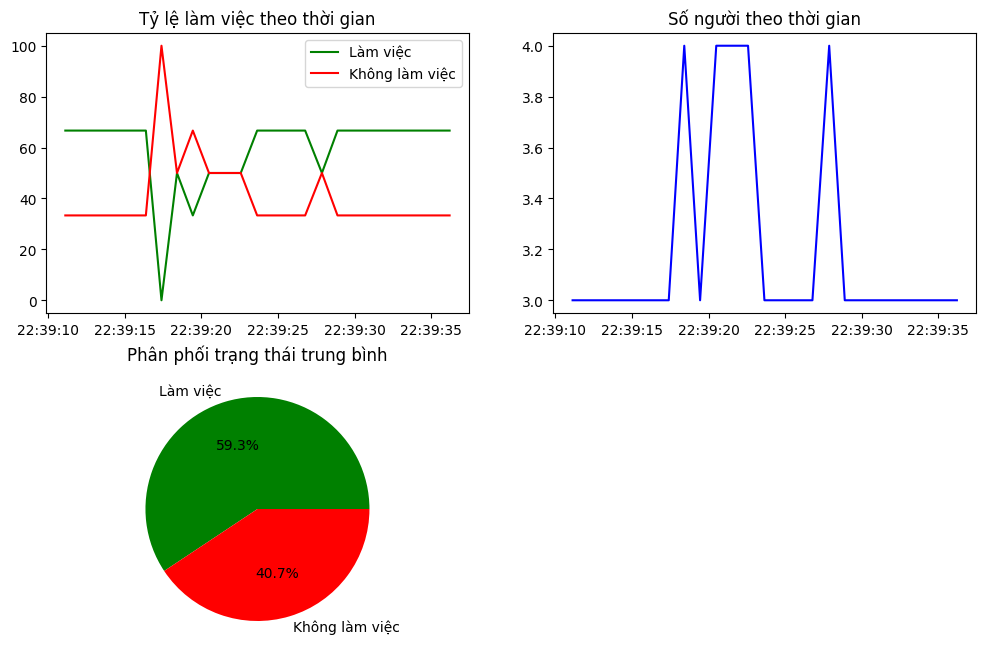 Tỷ lệ làm việc theo thời gian
100
80
60
40
20
0
Làm việc
Không làm việc
22:39:10 22:39:15 22:39:20 22:39:25 22:39:30 22:39:35
Số người theo thời gian
4.0
3.8
3.6
3.4
3.2
3.0
22:39:10 22:39:15 22:39:20 22:39:25 22:39:30 22:39:35
Phân phối trạng thái trung bình
Làm việc
59.3%
40.7%
Không làm việc